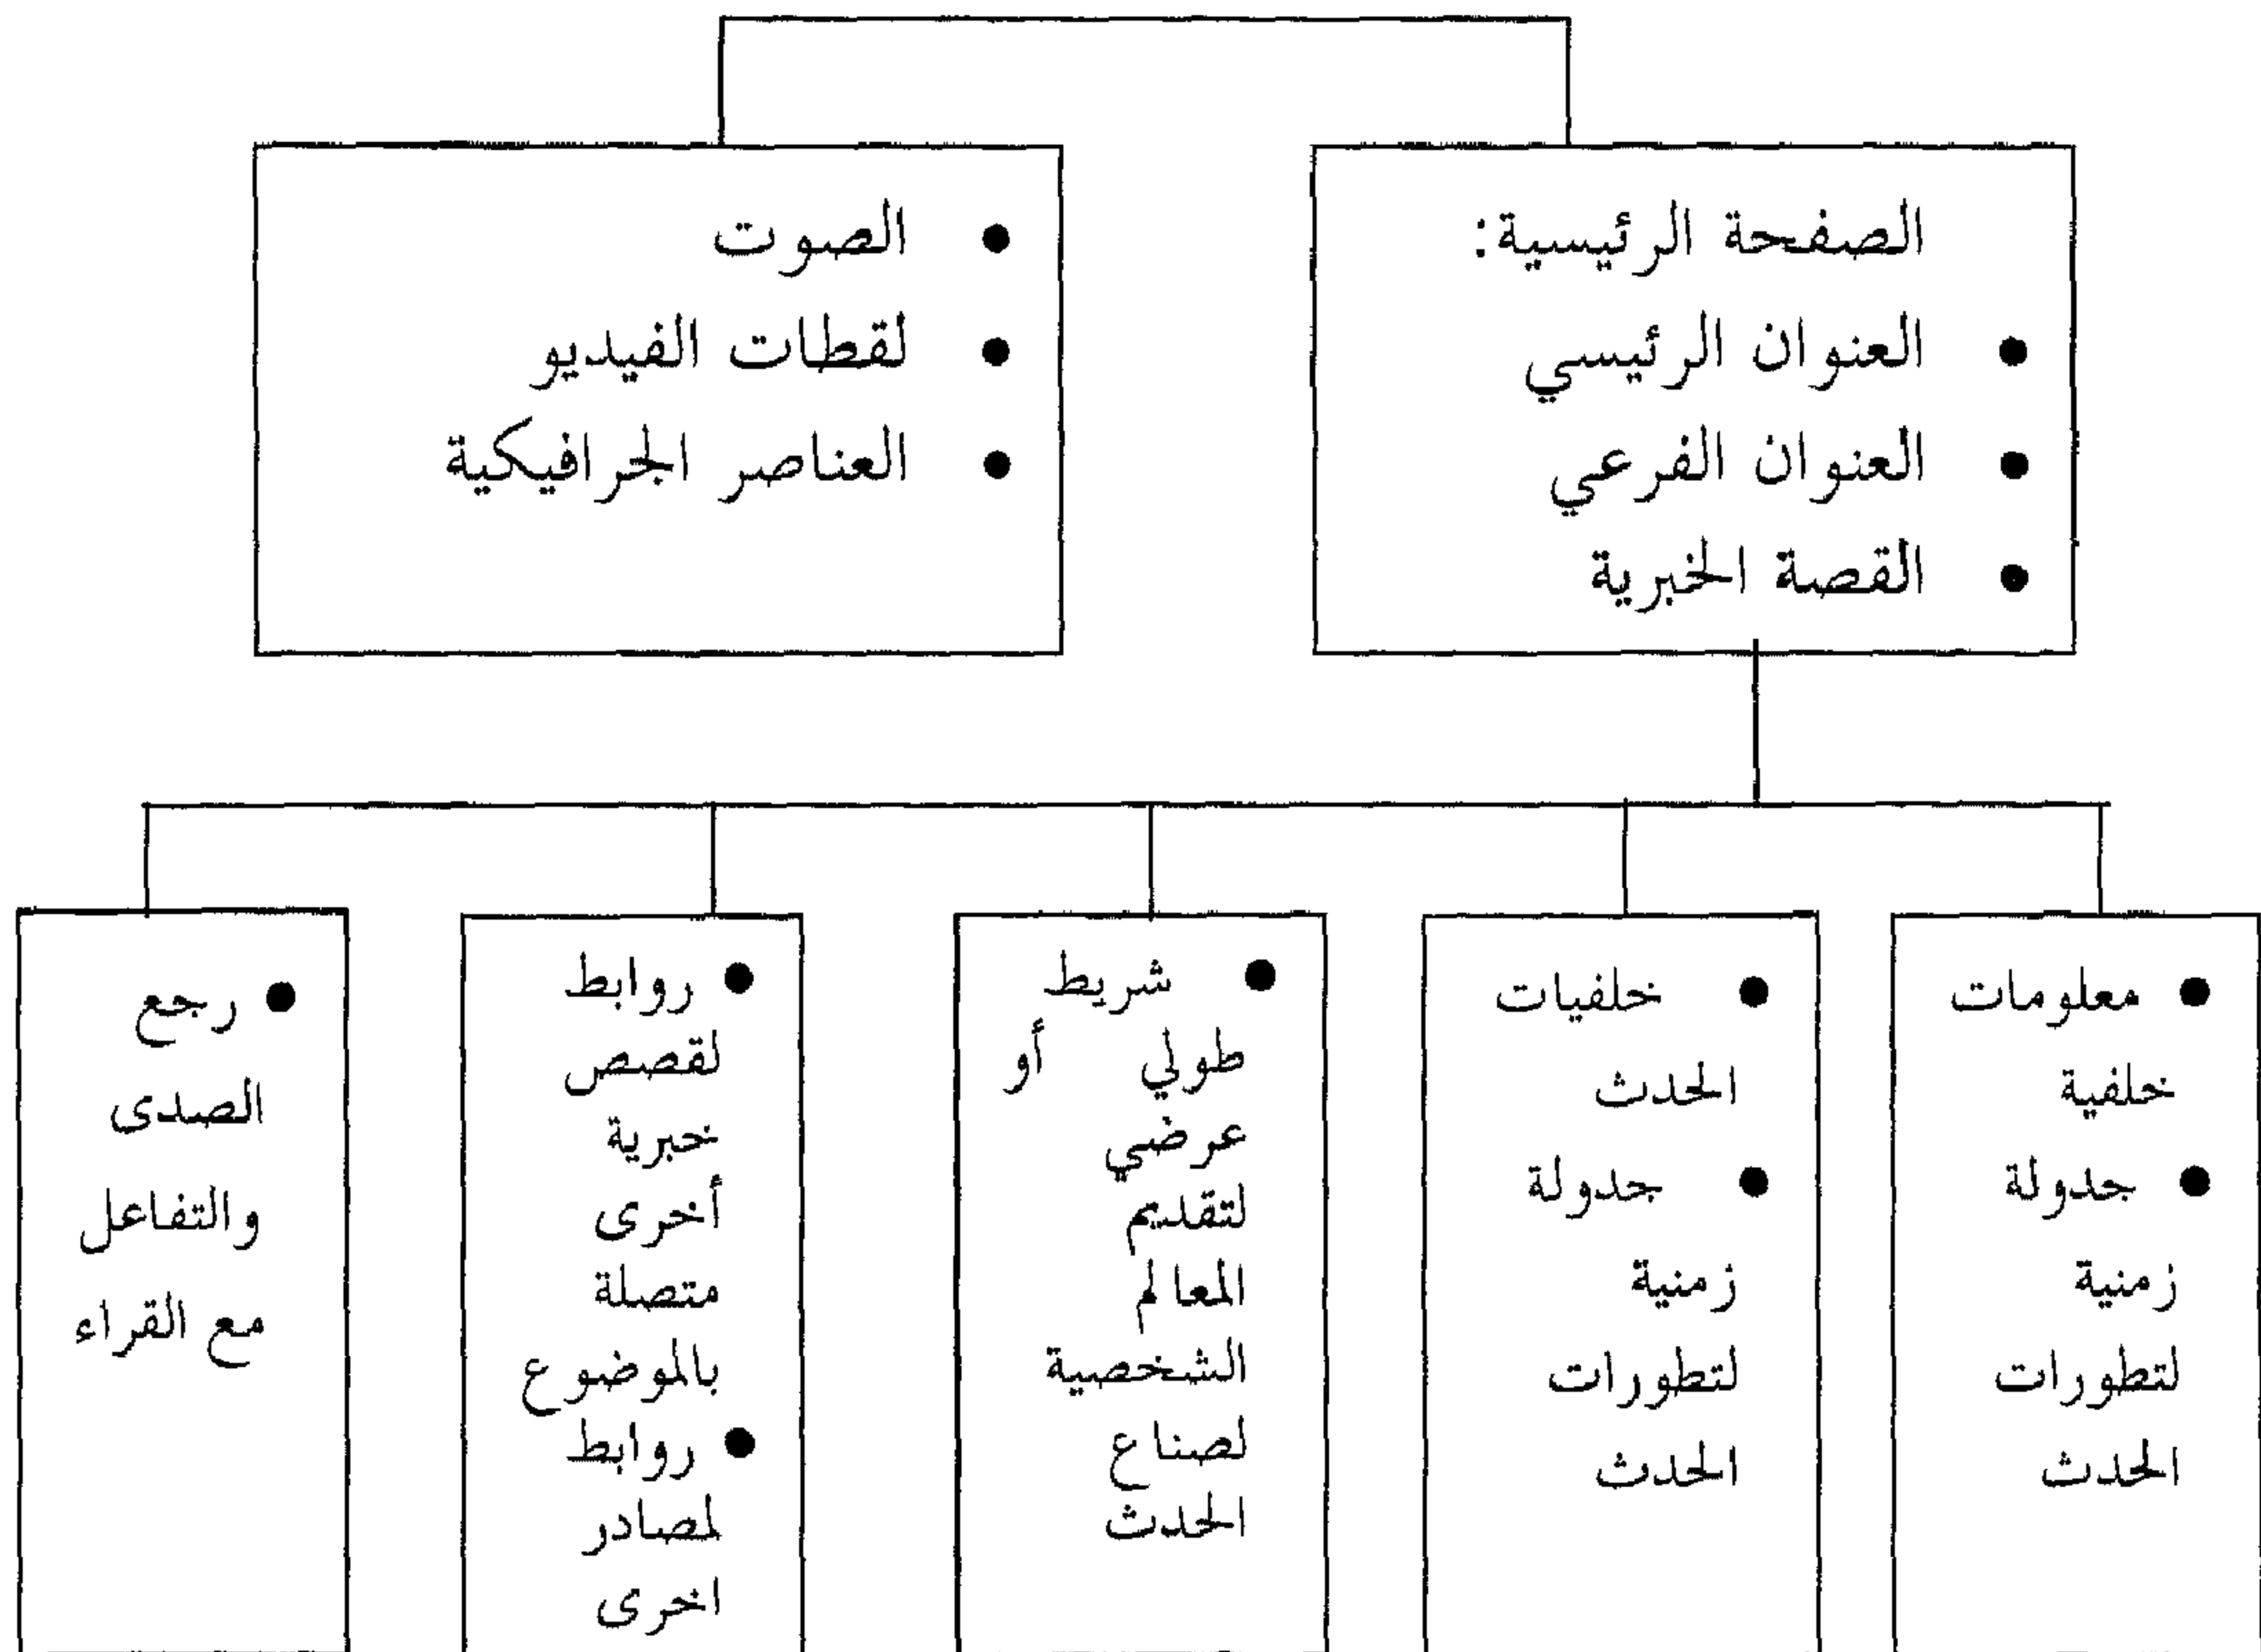 الصفحة الرئيسية:
● العنوان الرئيسي
● العنوان الفرعي
● القصة الخبرية
● الصوت
● لقطات الفيديو
● العناصر الجرافيكية
● معلومات
خلفية
● جدولة
زمنية
لتطورات
الحدث
● خلفيات
الحدث
● جدولة
زمنية
لتطورات
الحدث
● شريط
طولي أو
عرضي
لتقديم
المعالم
الشخصية
لصناع
الحدث
● روابط
لقصص
خبرية
أخرى
متصلة
بالموضوع
● روابط
لمصادر
اخرى
● رجع
الصدى
والتفاعل
مع القراء